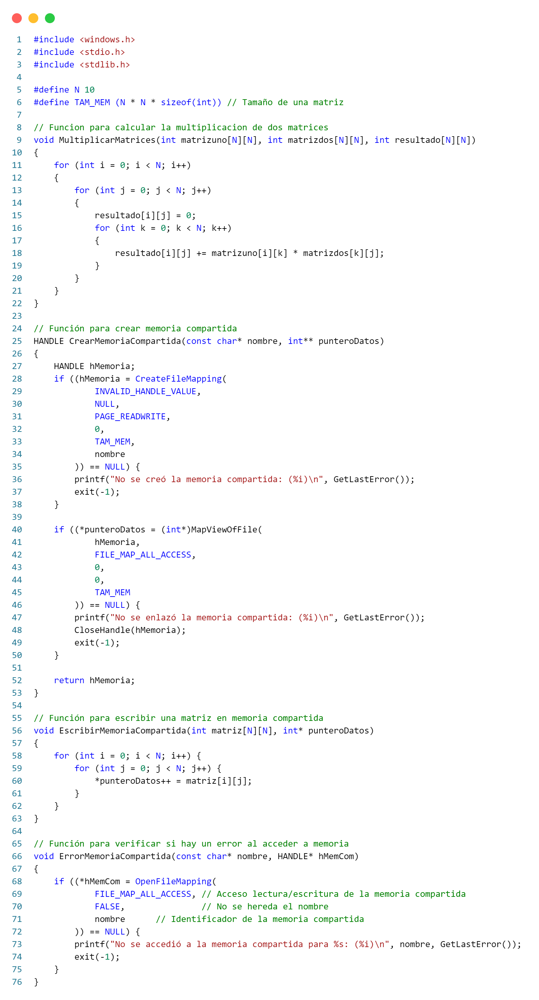 1 #include <windows.h>
2 #include <stdio.h>
3 #include <stdlib.h>
4
5 #define N 10
6 #define TAM_MEM (N * N * sizeof(int)) // Tamaño de una matriz
7
8 // Funcion para calcular la multiplicacion de dos matrices
9 void MultiplicarMatrices(int matrizuno[N][N], int matrizdos[N][N], int resultado[N][N])
10 {
11     for (int i = 0; i < N; i++)
12     {
13         for (int j = 0; j < N; j++)
14         {
15             resultado[i][j] = 0;
16             for (int k = 0; k < N; k++)
17             {
18                 resultado[i][j] += matrizuno[i][k] * matrizdos[k][j];
19             }
20         }
21     }
22 }
23
24 // Función para crear memoria compartida
25 HANDLE CrearMemoriaCompartida(const char* nombre, int** punteroDatos)
26 {
27     HANDLE hMemoria;
28     if ((hMemoria = CreateFileMapping(
29             INVALID_HANDLE_VALUE,
30             NULL,
31             PAGE_READWRITE,
32             0,
33             TAM_MEM,
34             nombre
35         )) == NULL) {
36         printf("No se creó la memoria compartida: (%i)\n", GetLastError());
37         exit(-1);
38     }
39
40     if ((*punteroDatos = (int*)MapViewOfFile(
41             hMemoria,
42             FILE_MAP_ALL_ACCESS,
43             0,
44             0,
45             TAM_MEM
46         )) == NULL) {
47         printf("No se enlazó la memoria compartida: (%i)\n", GetLastError());
48         CloseHandle(hMemoria);
49         exit(-1);
50     }
51
52     return hMemoria;
53 }
54
55 // Función para escribir una matriz en memoria compartida
56 void EscribirMemoriaCompartida(int matriz[N][N], int* punteroDatos)
57 {
58     for (int i = 0; i < N; i++) {
59         for (int j = 0; j < N; j++) {
60             *punteroDatos++ = matriz[i][j];
61         }
62     }
63 }
64
65 // Función para verificar si hay un error al acceder a memoria
66 void ErrorMemoriaCompartida(const char* nombre, HANDLE* hMemCom)
67 {
68     if ((*hMemCom = OpenFileMapping(
69             FILE_MAP_ALL_ACCESS, // Acceso lectura/escritura de la memoria compartida
70             FALSE,               // No se hereda el nombre
71             nombre      // Identificador de la memoria compartida
72         )) == NULL) {
73         printf("No se accedió a la memoria compartida para %s: (%i)\n", nombre, GetLastError());
74         exit(-1);
75     }
76 }